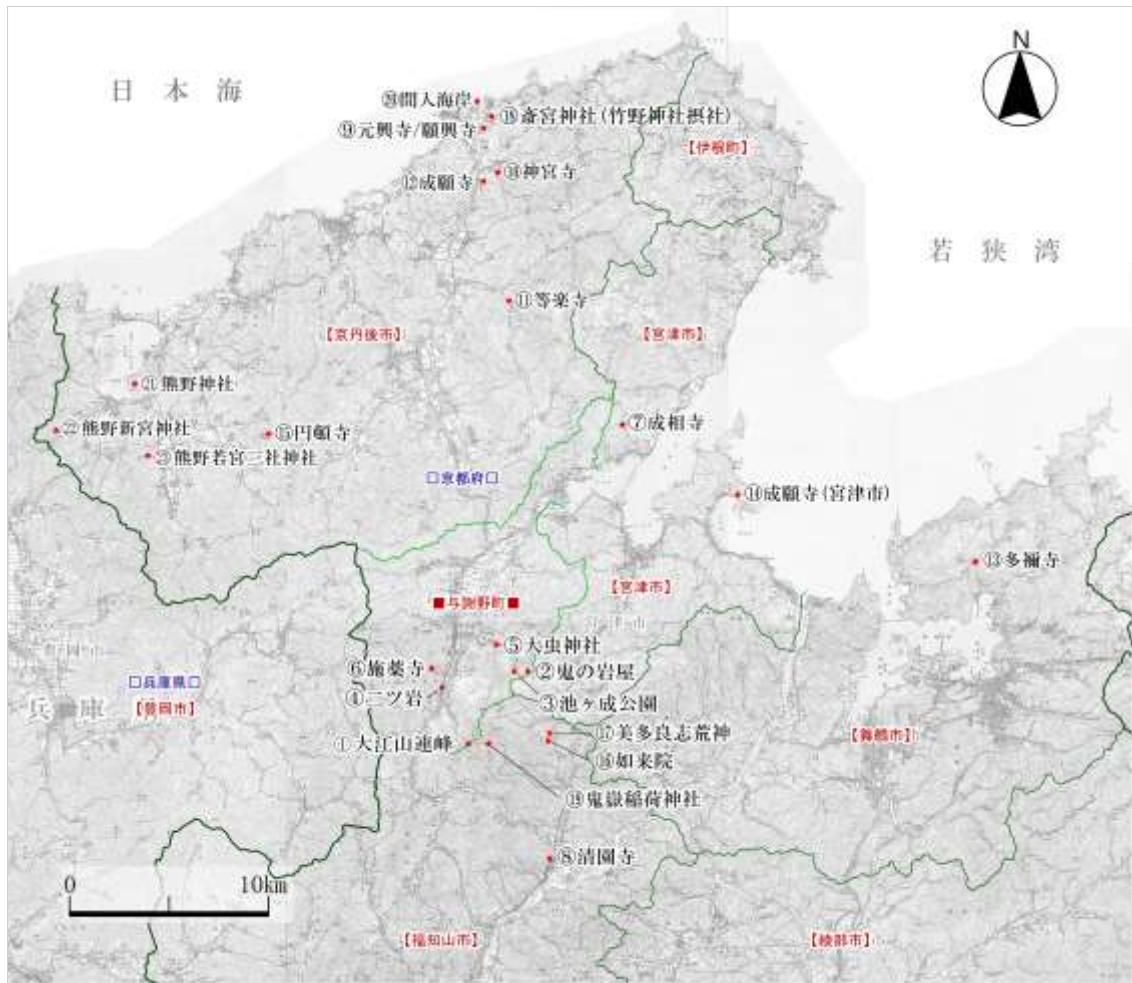 N
日本海
⑳間人海岸
⑱斎宮神社(竹野神社摂社)
⑨元興寺/願興寺
【伊根町】
⑩神宮寺
⑫成願寺
若狭湾
⑪等楽寺
【京丹後市】
【宮津市】
㉑熊野神社
㉒熊野新宮神社
⑮円頓寺
⑦成相寺
㉓熊野若宮三社神社
□京都府□
⑭成願寺(宮津市)
⑬多禰寺
■与謝野町■
【宮津市】
⑤大虫神社
⑥施薬寺
②鬼の岩屋
□兵庫県□
④二ツ岩
③池ヶ成公園
兵庫
【豊岡市】
⑰美多良志荒神
【舞鶴市】
①大江山連峰
⑯如来院
⑲鬼嶽稲荷神社
⑧清園寺
0
10km
【福知山市】
【綾部市】